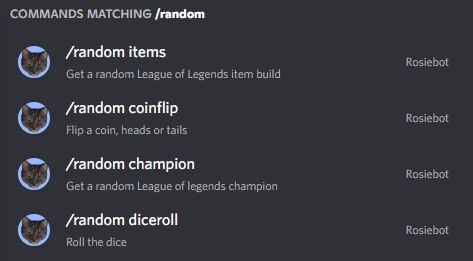 COMMANDS MATCHING /random
/random items
Get a random League of Legends item build
Rosiebot
/random coinflip
Flip a coin, heads or tails
Rosiebot
/random champion
Get a random League of legends champion
Rosiebot
/random diceroll
Roll the dice
Rosiebot